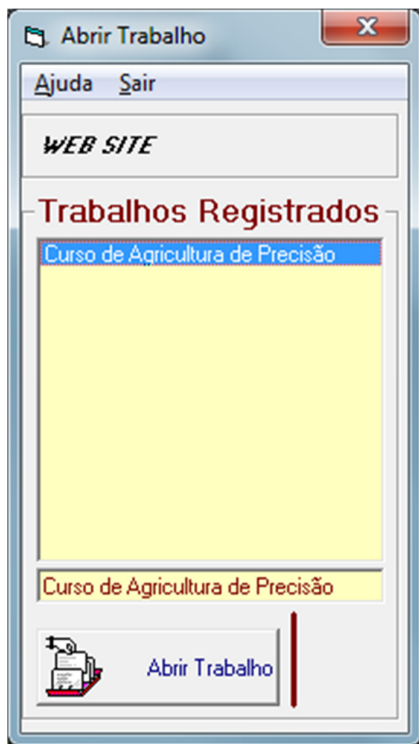 Abrir Trabalho
Ajuda Sair
WEB SITE
Trabalhos Registrados
Curso de Agricultura de Precisão
Curso de Agricultura de Precisão
Abrir Trabalho